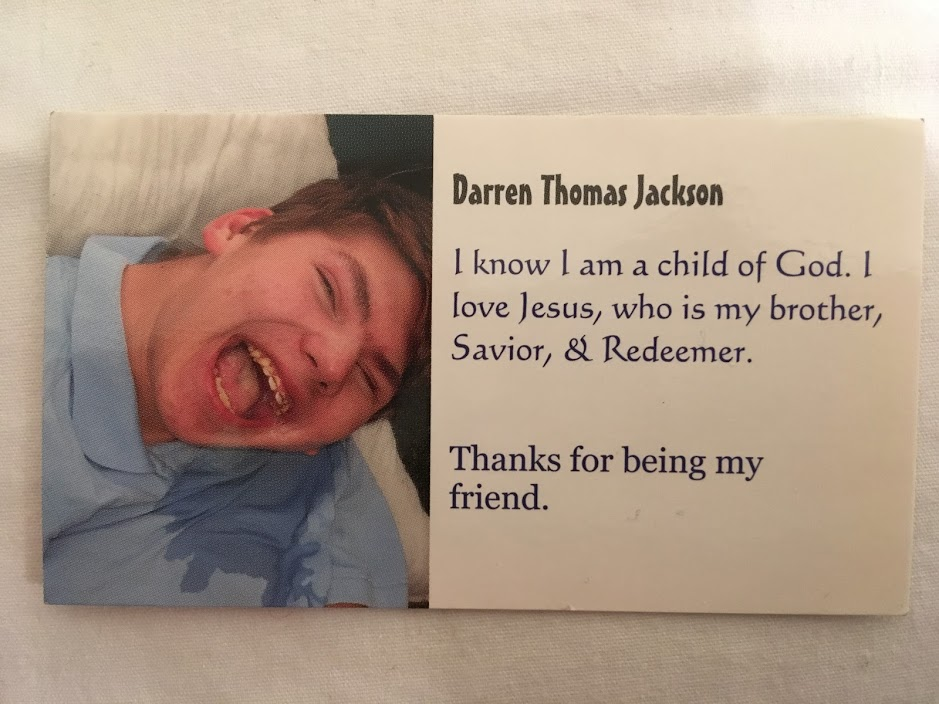 Darren Thomas Jackson
I know I am a child of God. I
love Jesus, who is my brother,
Savior, & Redeemer.
Thanks for being my
friend.